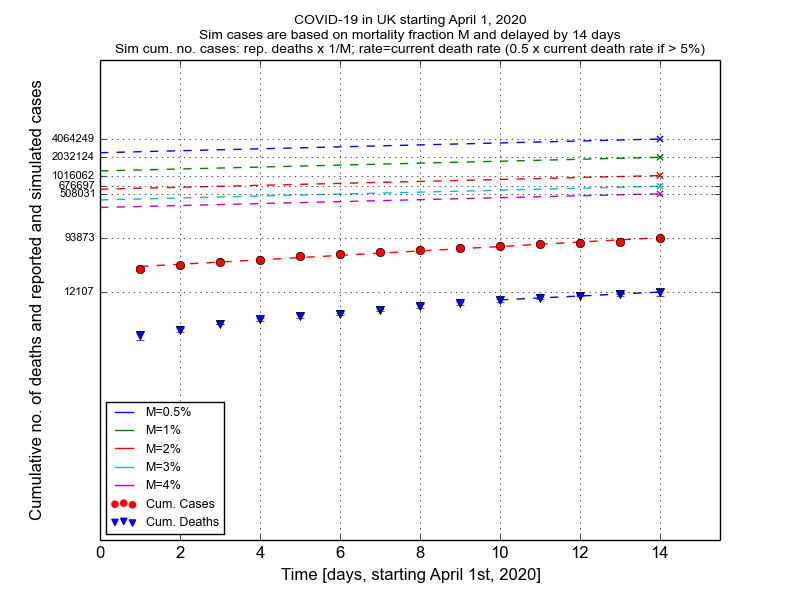 COVID-19 in UK starting April 1, 2020
Sim cases are based on mortality fraction M and delayed by 14 days
Sim cum. no. cases: rep. deaths x 1/M; rate=current death rate (0.5 x current death rate if > 5%)
Cumulative no. of deaths and reported and simulated cases
4064249
2032124
1016062
676697
508031
93873
12107
M=0.5%
M=1%
M=2%
M=3%
M=4%
Cum. Cases
Cum. Deaths
0 2 4 6 8 10 12 14
Time [days, starting April 1st, 2020]